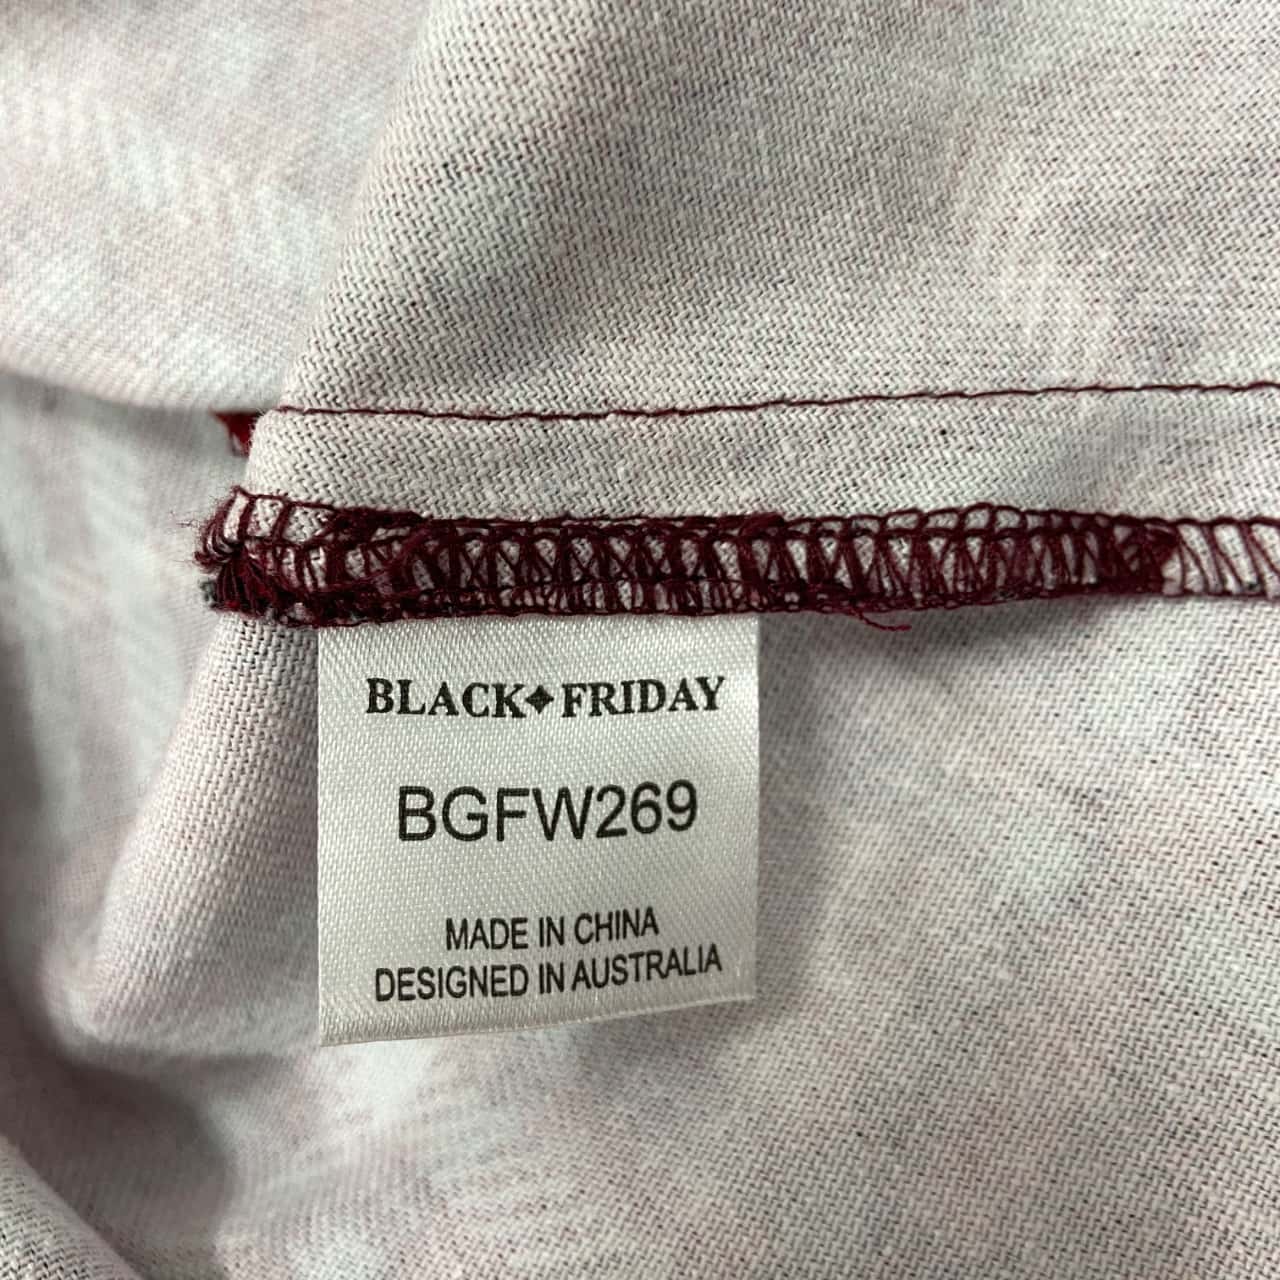 BLACK✦FRIDAY
BGFW269
MADE IN CHINA
DESIGNED IN AUSTRALIA